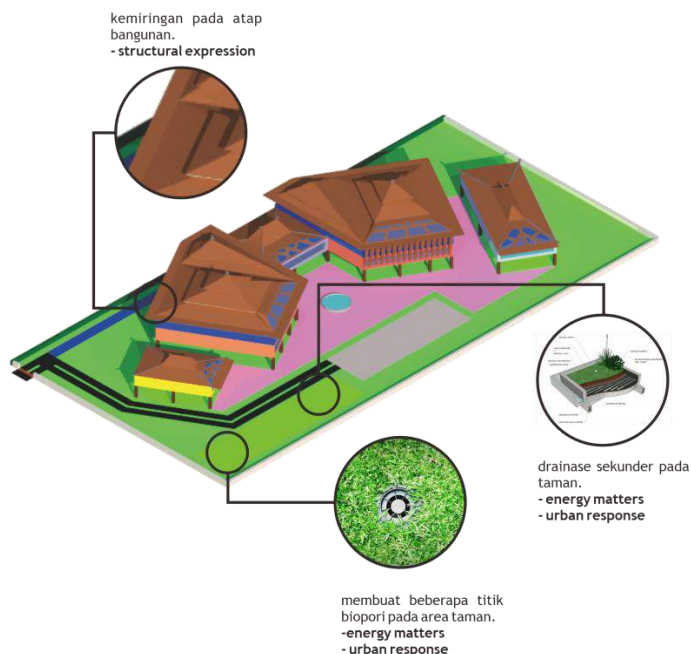 kemiringan pada atap
bangunan.
- structural expression
drainase sekunder pada
taman.
- energy matters
- urban response
membuat beberapa titik
biopori pada area taman.
-energy matters
- urban response